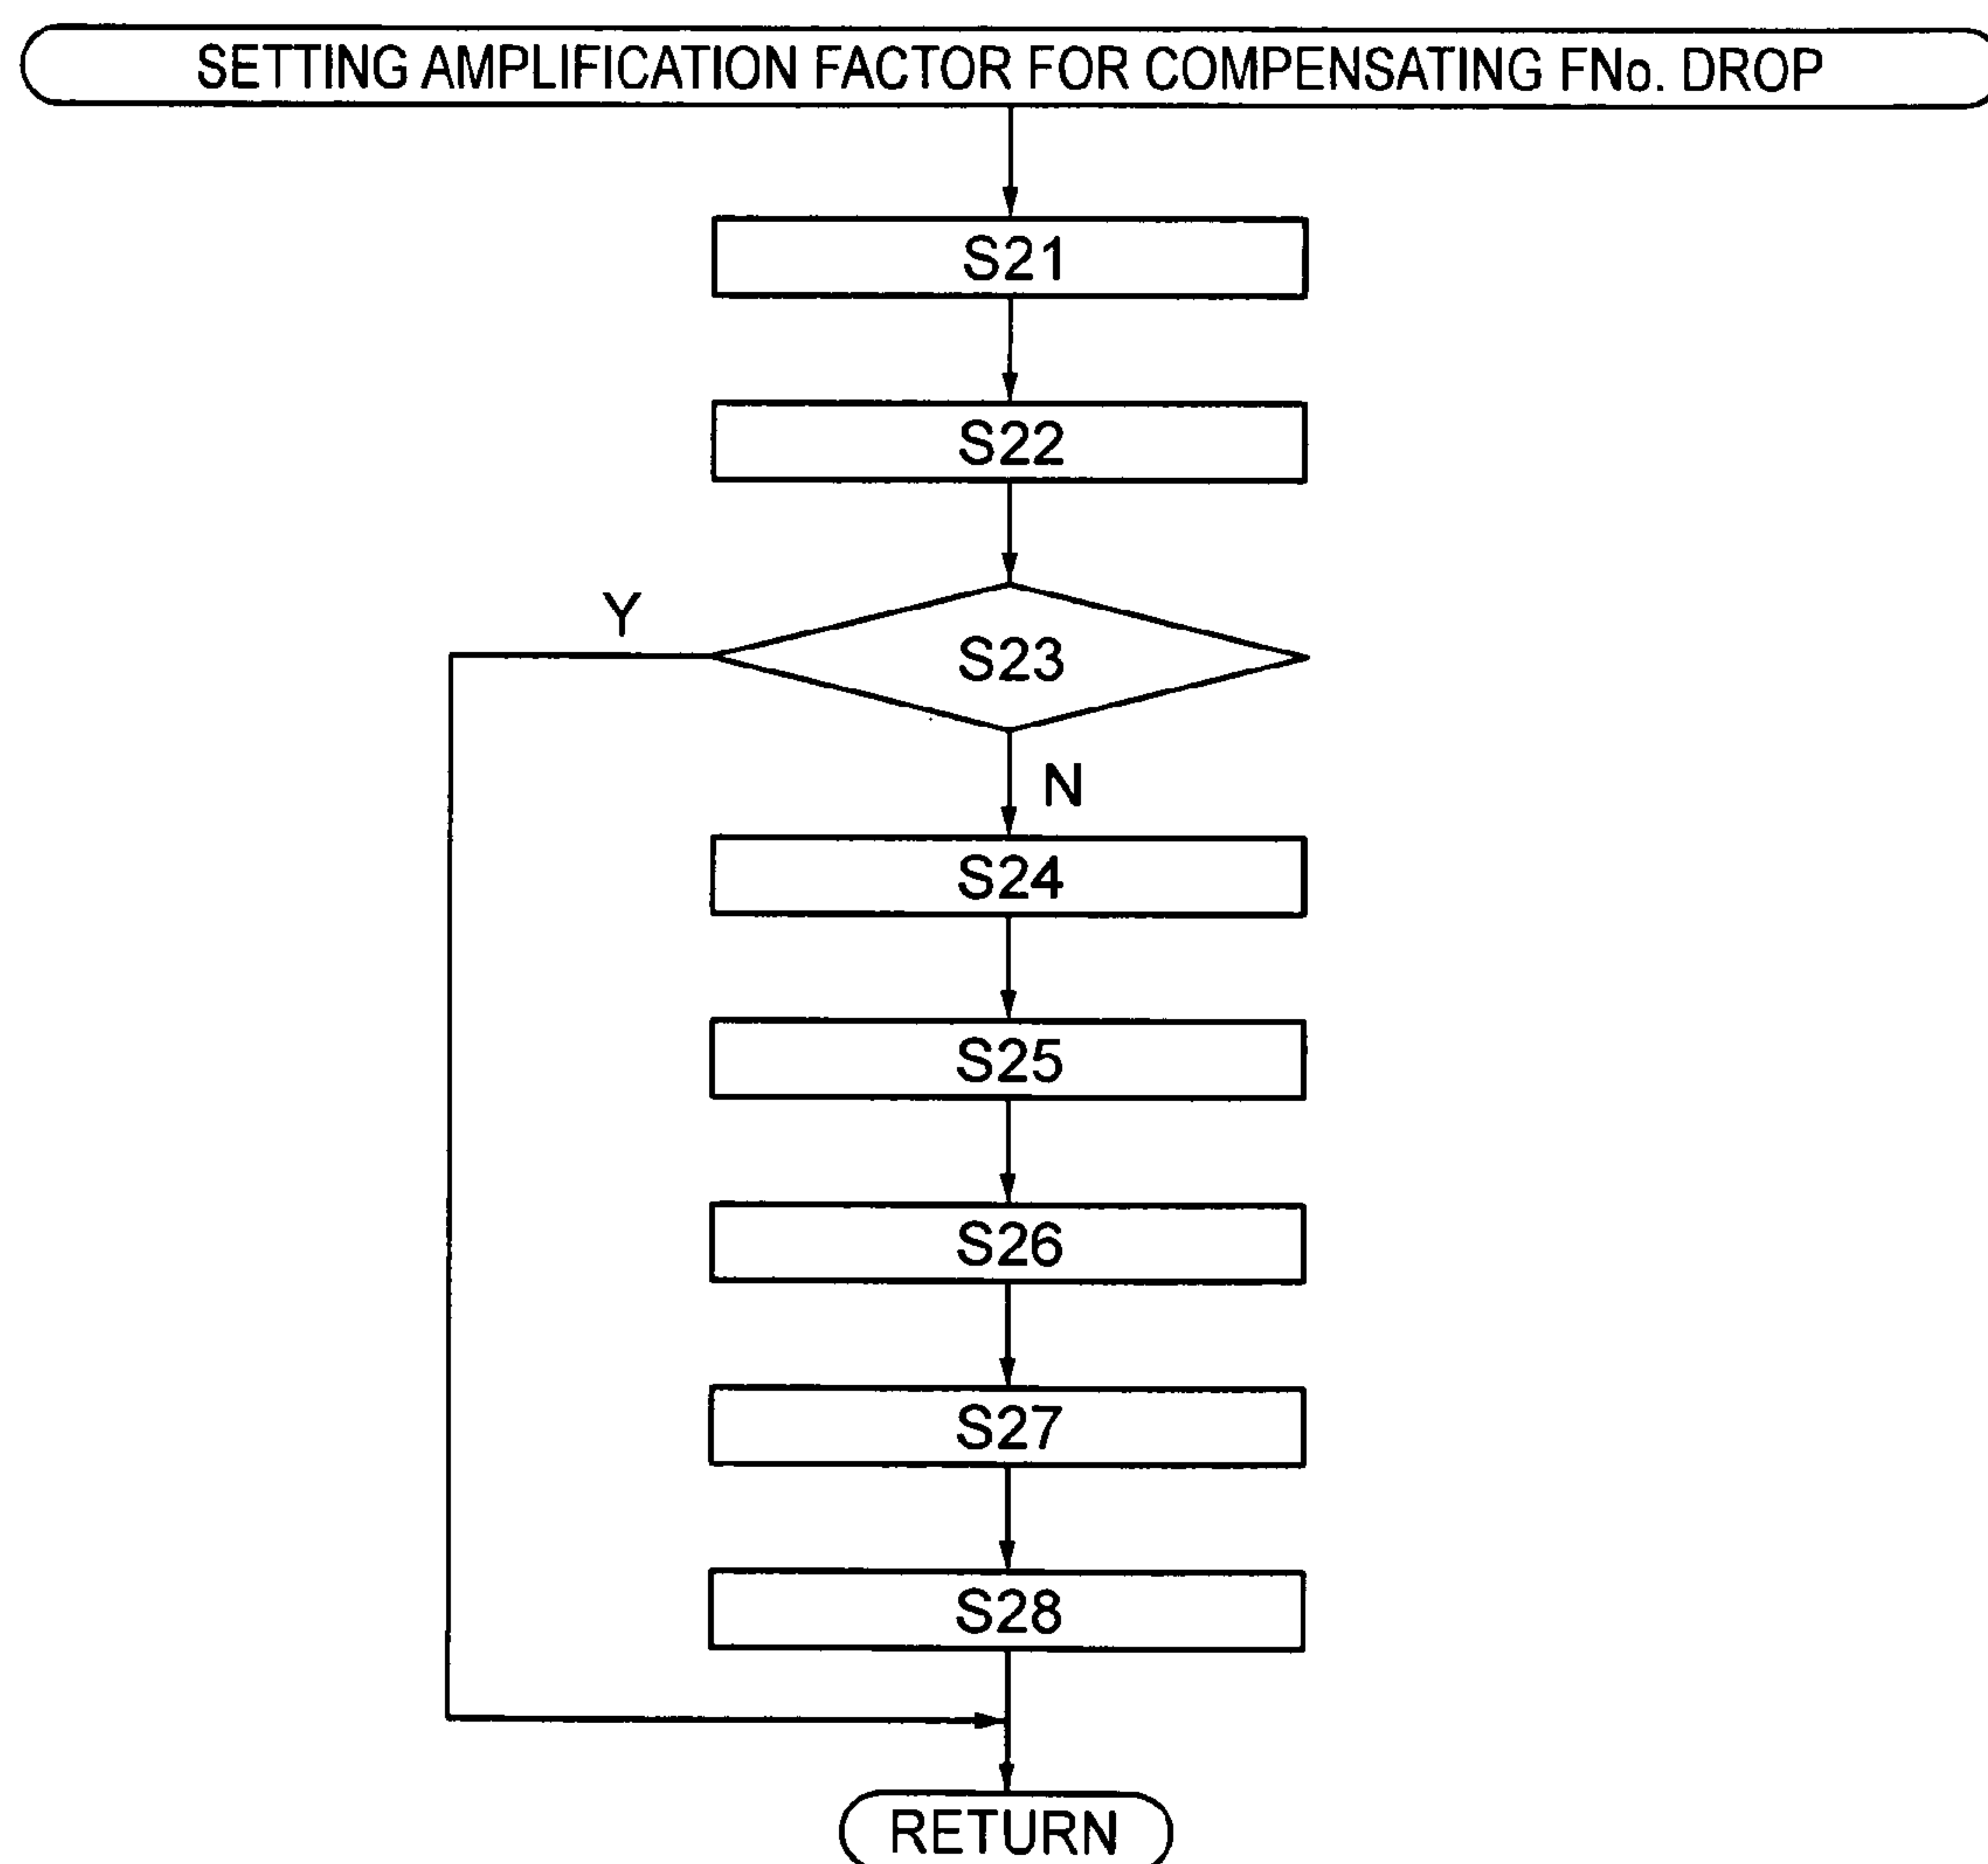 SETTING AMPLIFICATION FACTOR FOR COMPENSATING FNo. DROP
S21
S22
Y
S23
N
S24
S25
S26
S27
S28
RETURN